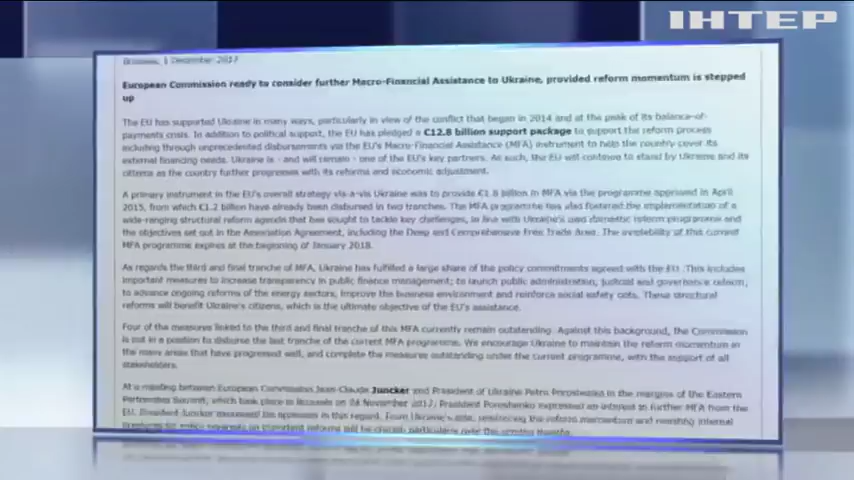 ІНТЕР
Brussels, 1 December 2017
European Commission ready to consider further Macro-Financial Assistance to Ukraine, provided reform momentum is stepped
up
The EU has supported Ukraine in many ways, particularly in view of the conflict that began in 2014 and at the peak of its balance-of-
payments crisis. In addition to political support, the EU has pledged a €12.8 billion support package to support the reform process
including through unprecedented disbursements via the EU's Macro-Financial Assistance (MFA) instrument to help the country cover its
external financing needs. Ukraine is - and will remain - one of the EU's key partners. As such, the EU will continue to stand by Ukraine and its
citizens as the country further progresses with its reforms and economic adjustment.
A primary instrument in the EU's overall strategy vis-a-vis Ukraine was to provide €1.8 billion in MFA via the programme approved in April
2015, from which €1.2 billion have already been disbursed in two tranches. The MFA programme has also fostered the implementation of a
wide-ranging structural reform agenda that has sought to tackle key challenges, in line with Ukraine's domestic reform programme and
the objectives set out in the Association Agreement, including the Deep and Comprehensive Free Trade Area. The availability of this current
MFA programme expires at the beginning of January 2018.
As regards the third and final tranche of MFA, Ukraine has fulfilled a large share of the policy commitments agreed with the EU. This includes
important measures to increase transparency in public finance management; to launch public administration, judicial and governance reform;
to advance ongoing reforms of the energy sectors, improve the business environment and reinforce social safety nets. These structural
reforms will benefit Ukraine's citizens, which is the ultimate objective of the EU's assistance.
Four of the measures linked to the third and final tranche of this MFA currently remain outstanding. Against this background, the Commission
is not in a position to disburse the last tranche of the current MFA programme. We encourage Ukraine to maintain the reform momentum in
the many areas that have progressed well, and complete the measures outstanding under the current programme, with the support of all
stakeholders.
At a meeting between European Commission Jean-Claude Juncker and President of Ukraine Petro Poroshenko in the margins of the Eastern
Partnership Summit, which took place in Brussels on 24 November 2017, President Poroshenko expressed an interest in further MFA from the
EU. President Juncker in this regard. From Ukraine's side, reinforcing the reform momentum and internal